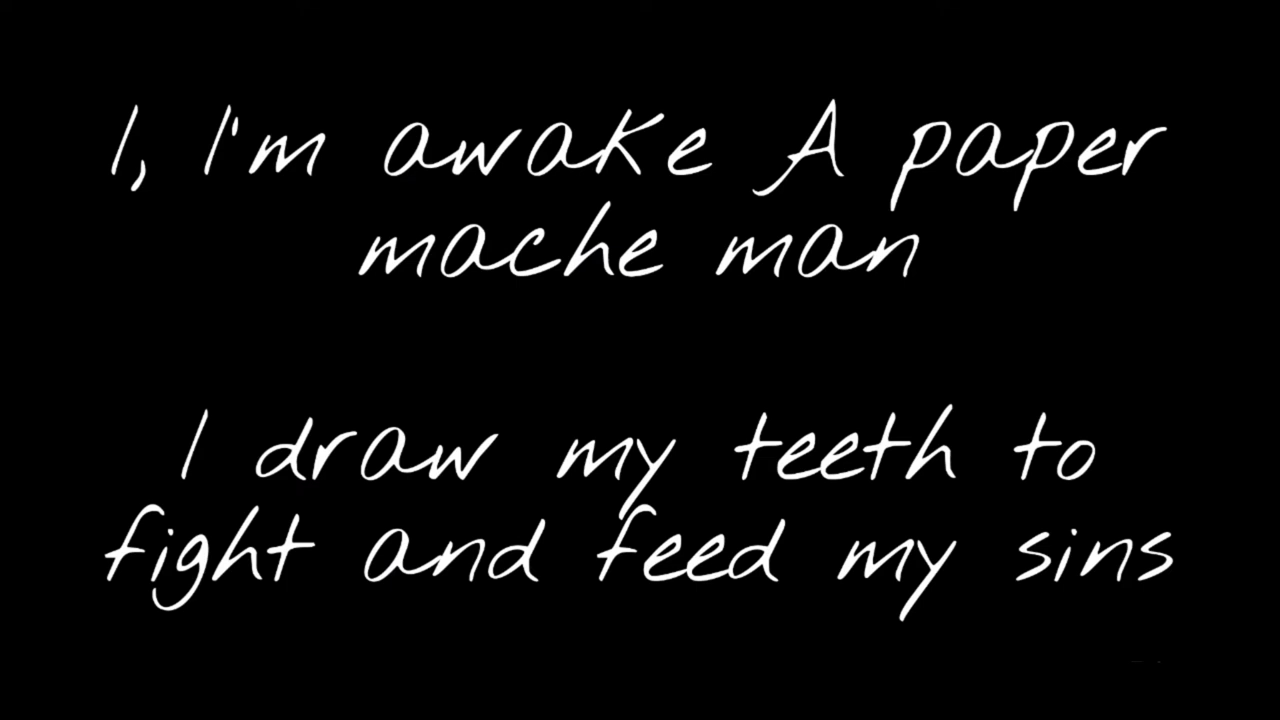 I, I'm awake A paper
mache man
I draw my teeth to
fight and feed my sins